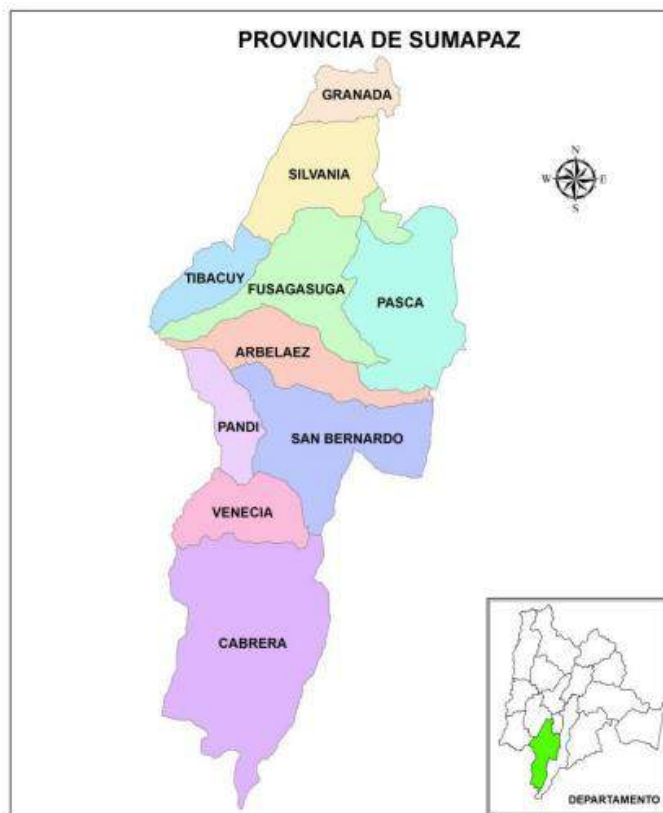 PROVINCIA DE SUMAPAZ
GRANADA
N
W E
S
SILVANIA
TIBACUY
FUSAGASUGA
PASCA
ARBELAEZ
PANDI
SAN BERNARDO
VENECIA
CABRERA
DEPARTAMENTO